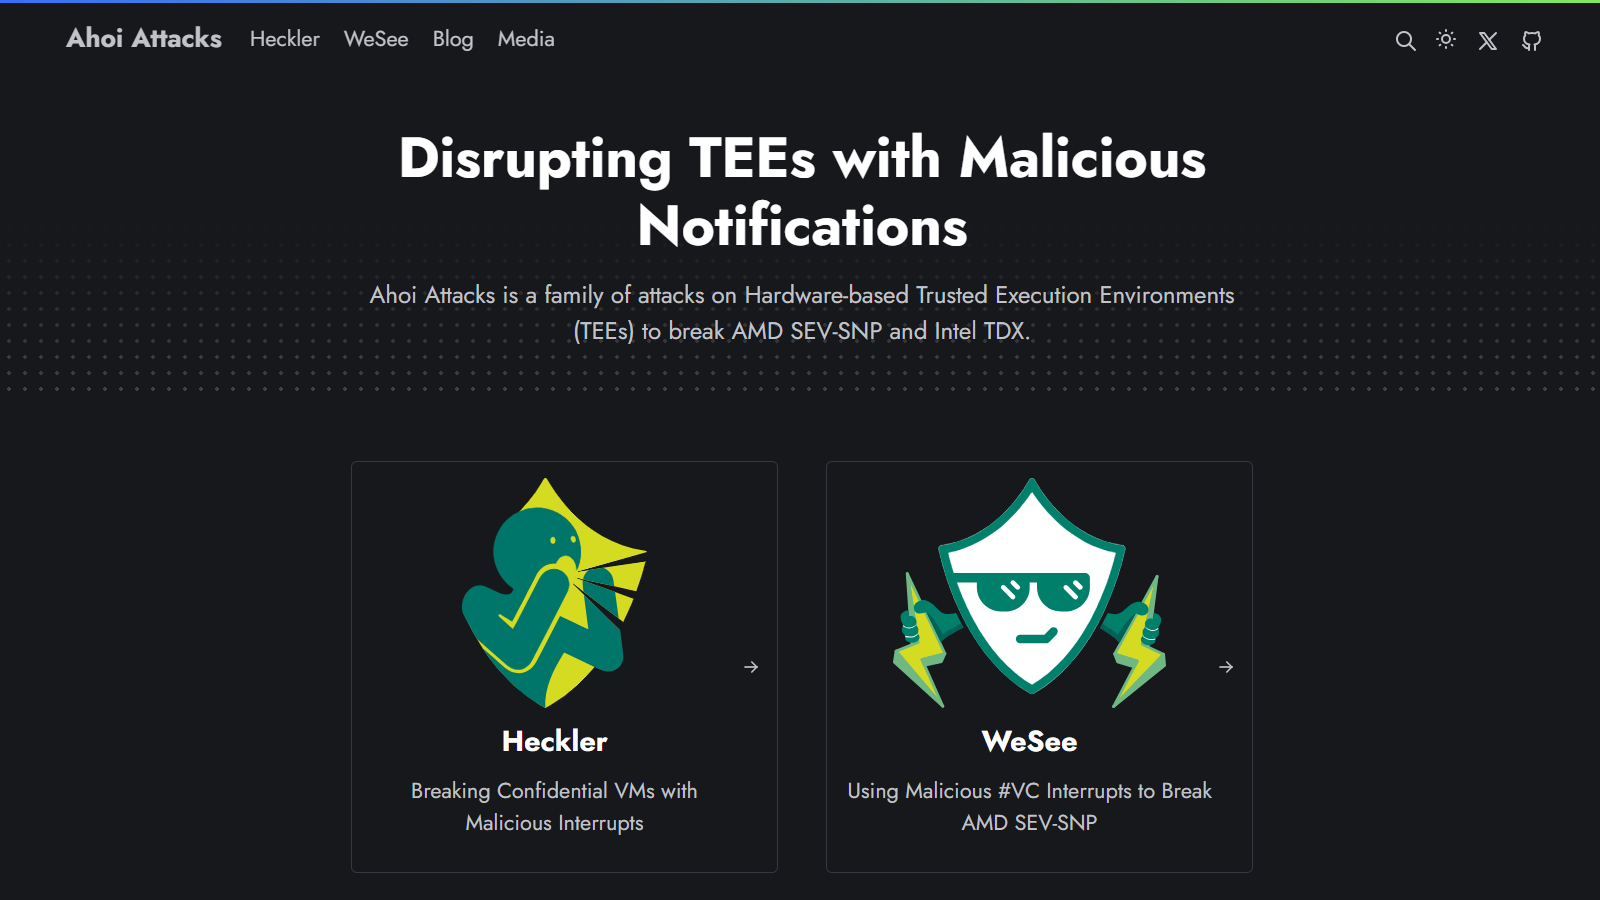 Ahoi Attacks Heckler WeSee Blog Media
Disrupting TEEs with Malicious
Notifications
Ahoi Attacks is a family of attacks on Hardware-based Trusted Execution Environments
(TEEs) to break AMD SEV-SNP and Intel TDX.
Heckler
Breaking Confidential VMs with
Malicious Interrupts
WeSee
Using Malicious #VC Interrupts to Break
AMD SEV-SNP